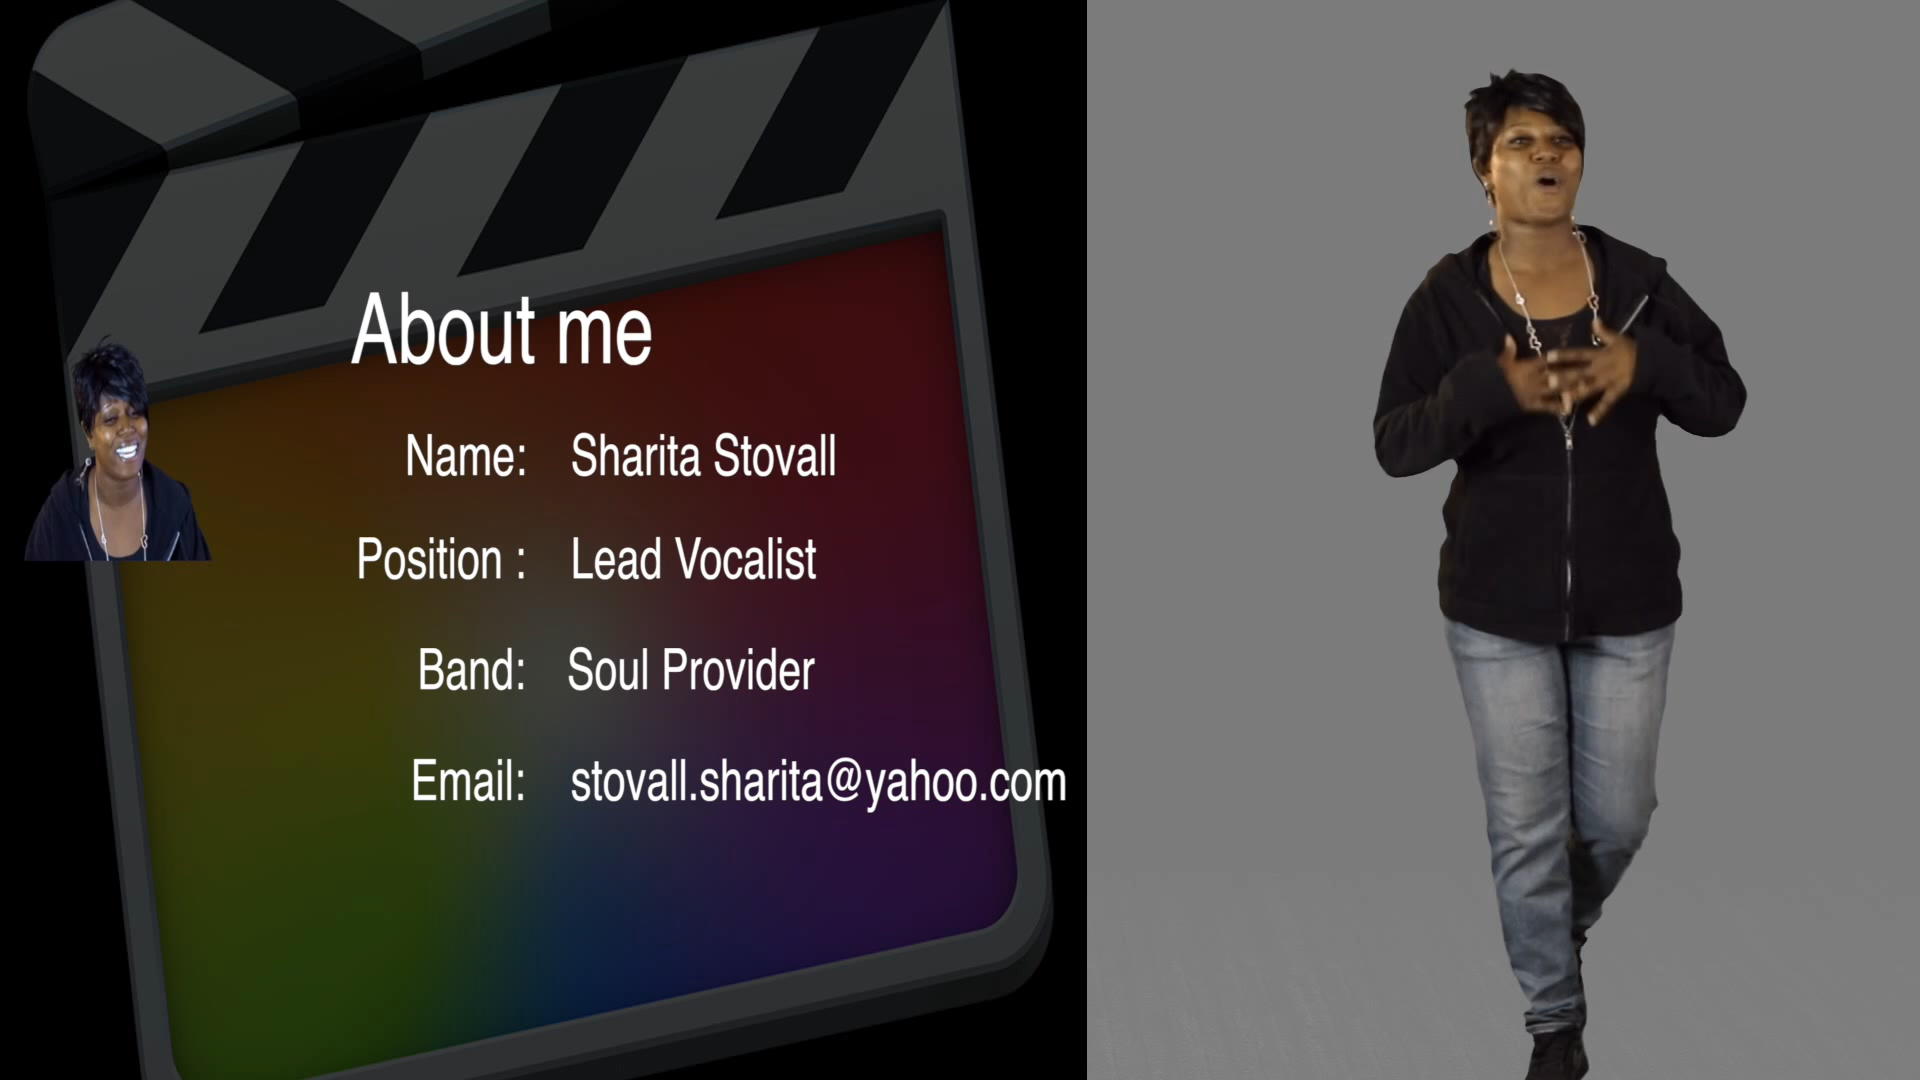 About me
Name: Sharita Stovall
Position : Lead Vocalist
Band: Soul Provider
Email: stovall.sharita@yahoo.com